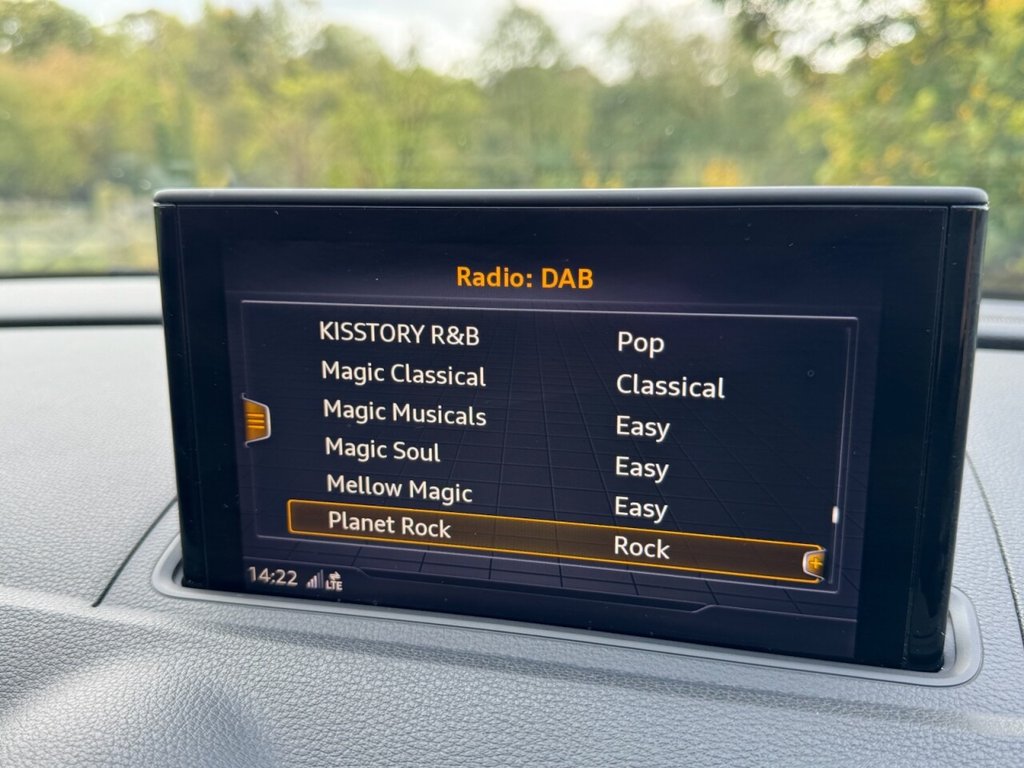 Radio: DAB
KISSTORY R&B Pop
Magic Classical Classical
Magic Musicals Easy
Magic Soul Easy
Mellow Magic Easy
Planet Rock Rock
14:22 LTE